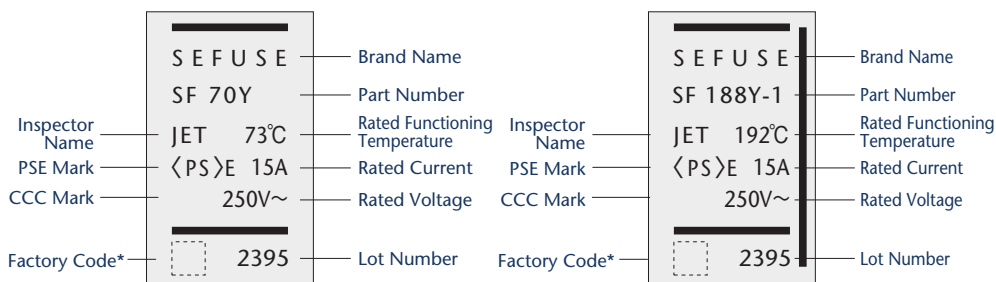 SEFUSE Brand Name
SF 70Y Part Number
Inspector Name JET 73℃ Rated Functioning Temperature
PSE Mark 〈PS〉E 15A Rated Current
CCC Mark 250V~ Rated Voltage
Factory Code* 2395 Lot Number
SEFUSE Brand Name
SF 188Y-1 Part Number
Inspector Name JET 192℃ Rated Functioning Temperature
PSE Mark 〈PS〉E 15A Rated Current
CCC Mark 250V~ Rated Voltage
Factory Code* 2395 Lot Number